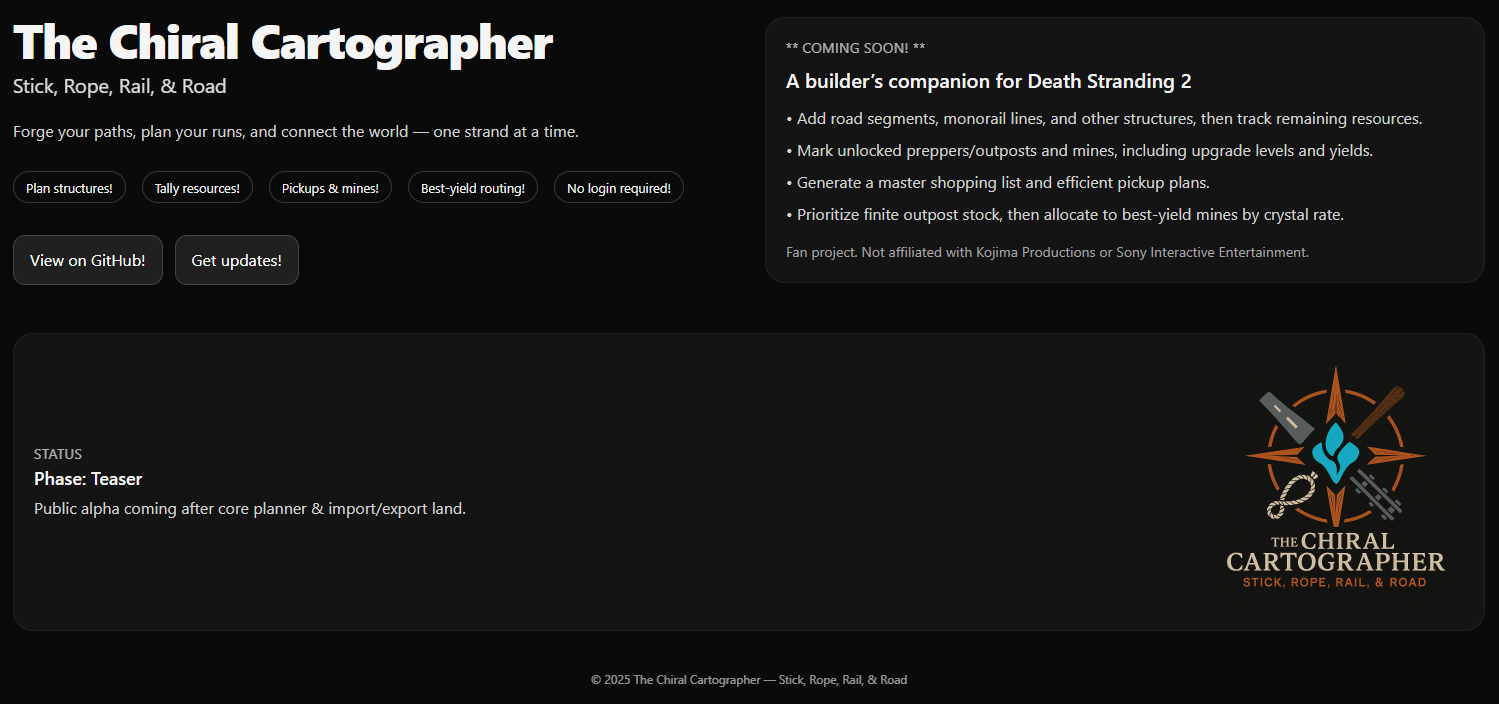 The Chiral Cartographer
Stick, Rope, Rail, & Road
Forge your paths, plan your runs, and connect the world — one strand at a time.
Plan structures!
Tally resources!
Pickups & mines!
Best-yield routing!
No login required!
View on GitHub!
Get updates!
** COMING SOON! **
A builder’s companion for Death Stranding 2
• Add road segments, monorail lines, and other structures, then track remaining resources.
• Mark unlocked preppers/outposts and mines, including upgrade levels and yields.
• Generate a master shopping list and efficient pickup plans.
• Prioritize finite outpost stock, then allocate to best-yield mines by crystal rate.
Fan project. Not affiliated with Kojima Productions or Sony Interactive Entertainment.
STATUS
Phase: Teaser
Public alpha coming after core planner & import/export land.
THE CHIRAL
CARTOGRAPHER
STICK, ROPE, RAIL, & ROAD
© 2025 The Chiral Cartographer — Stick, Rope, Rail, & Road